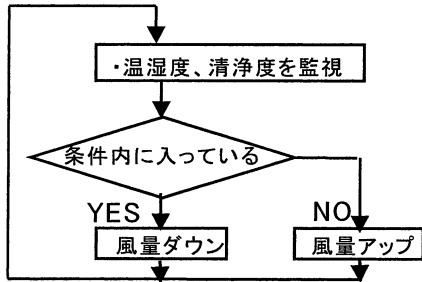 ・温湿度、清浄度を監視
条件内に入っている
YES
NO
風量ダウン
風量アップ